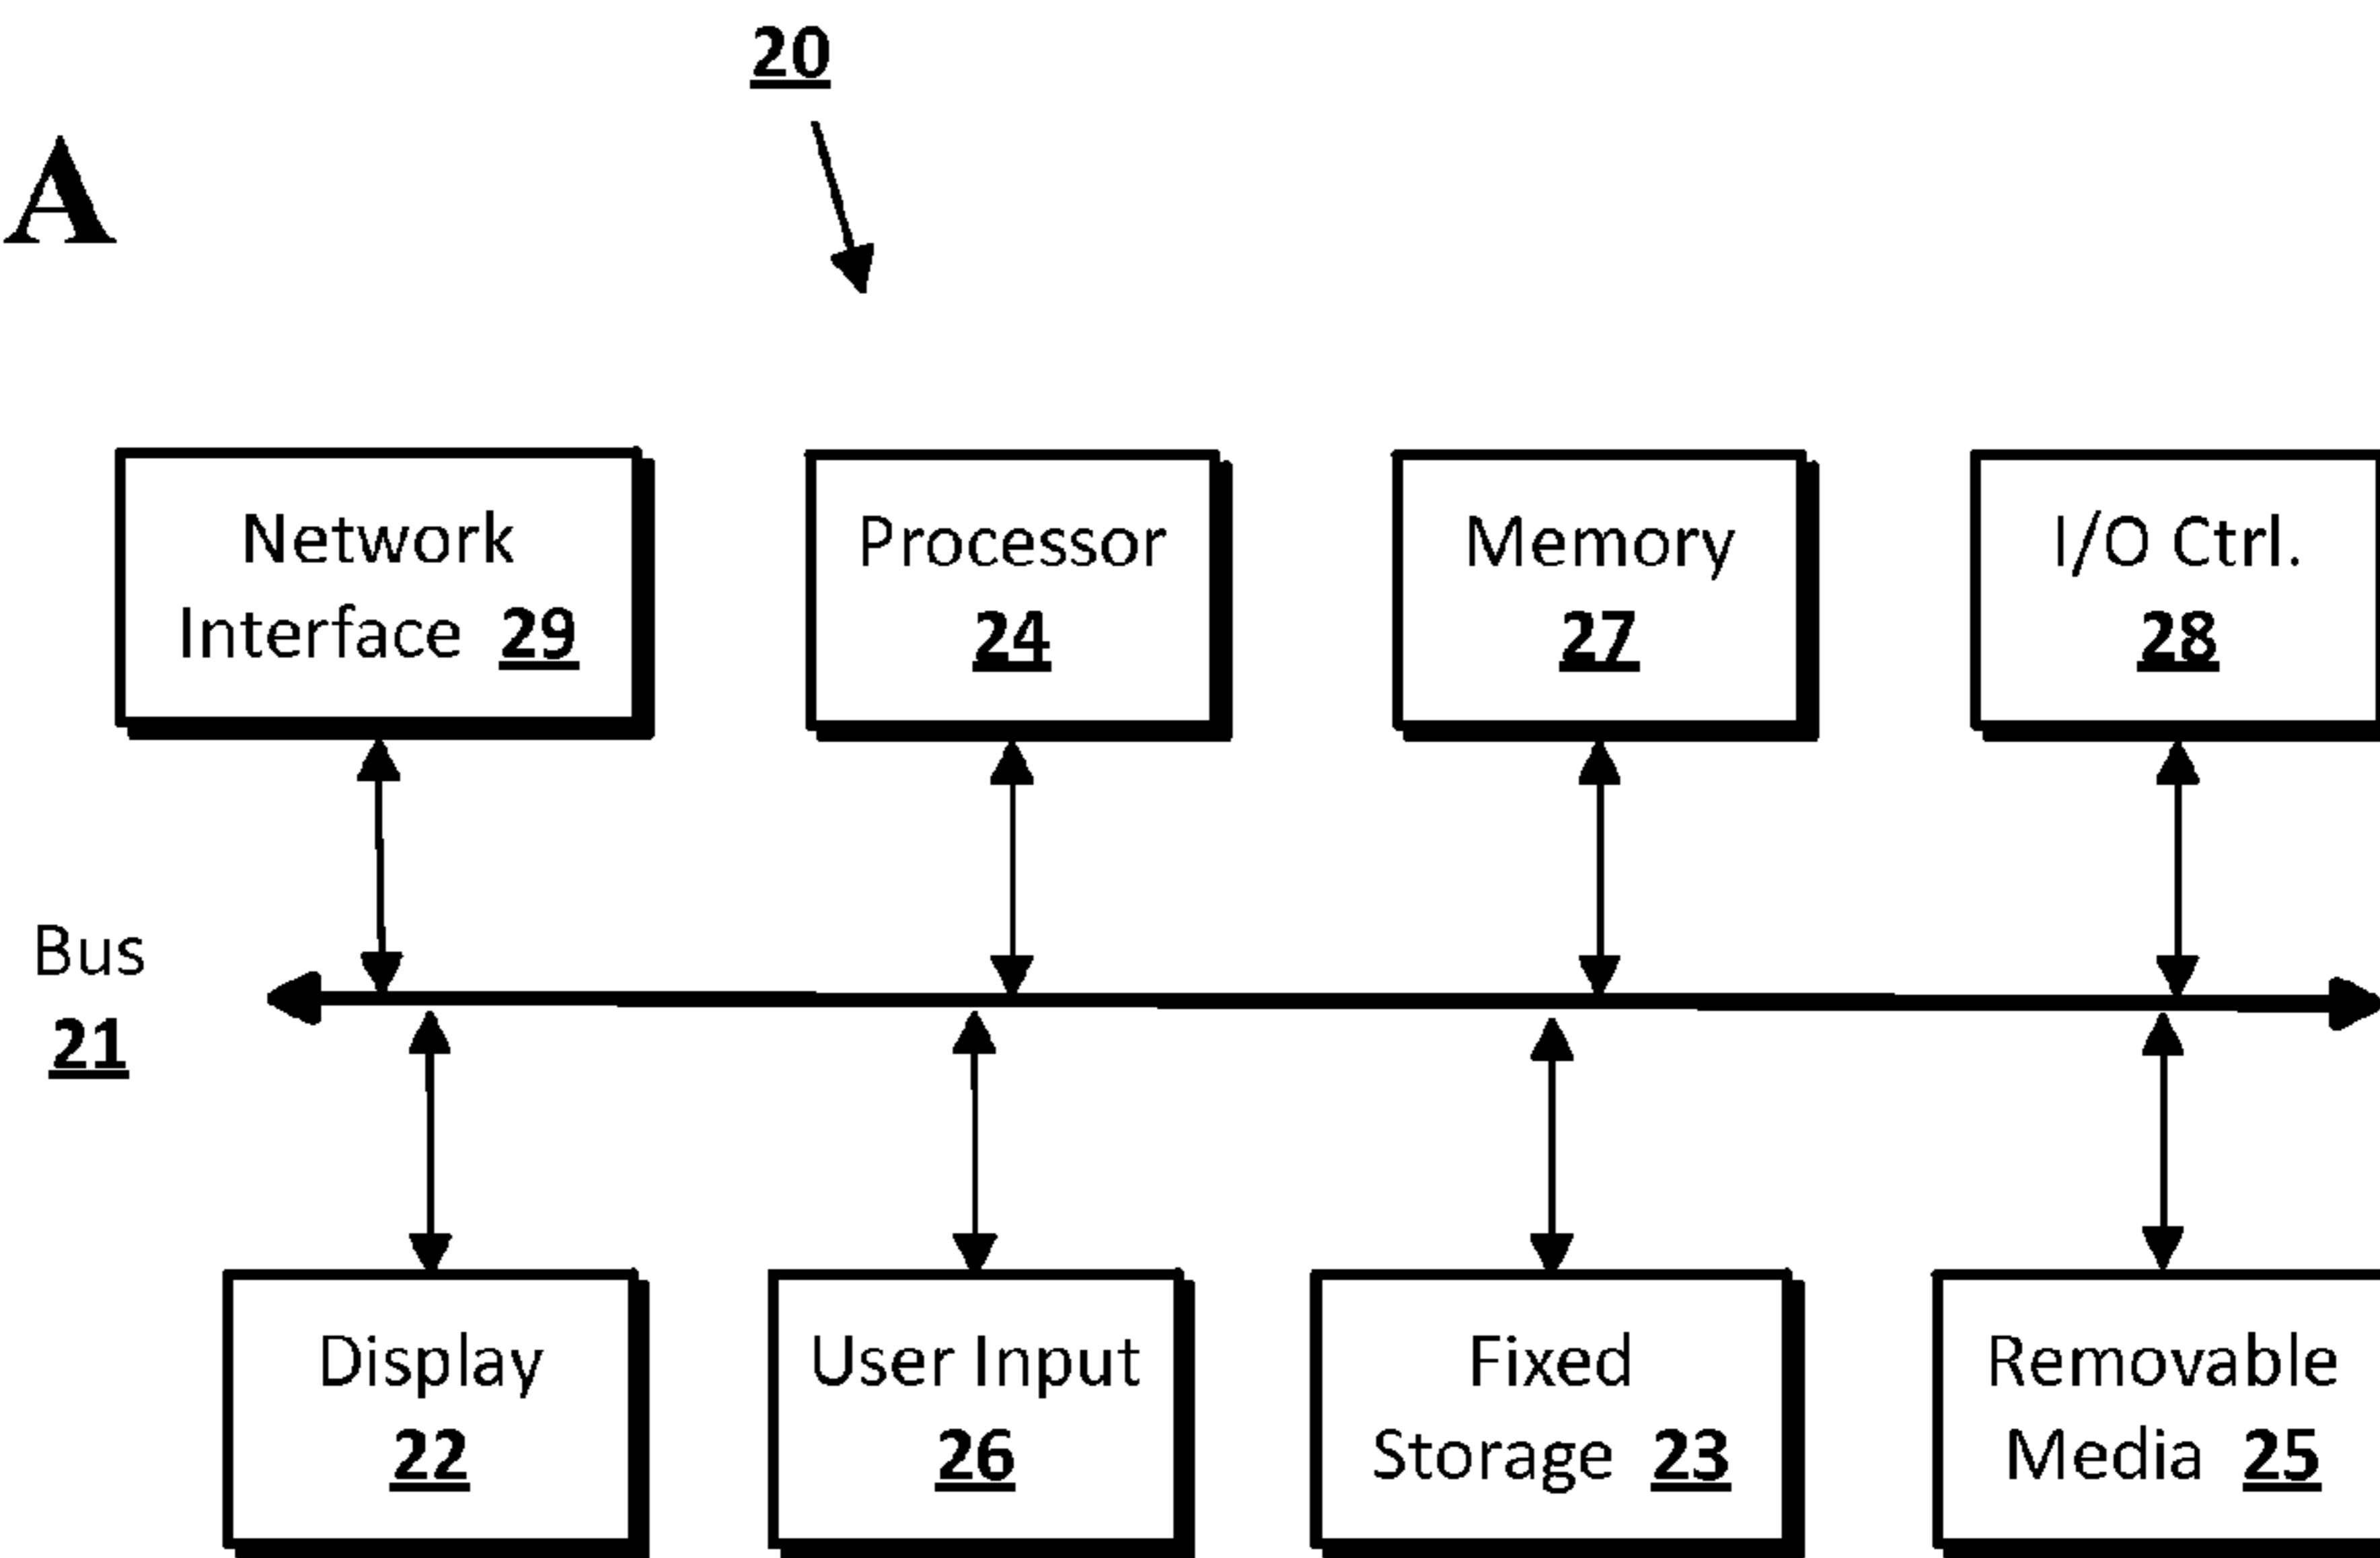 20
A
Network
Interface 29
Processor
24
Memory
27
I/O Ctrl.
28
Bus
21
Display
22
User Input
26
Fixed
Storage 23
Removable
Media 25